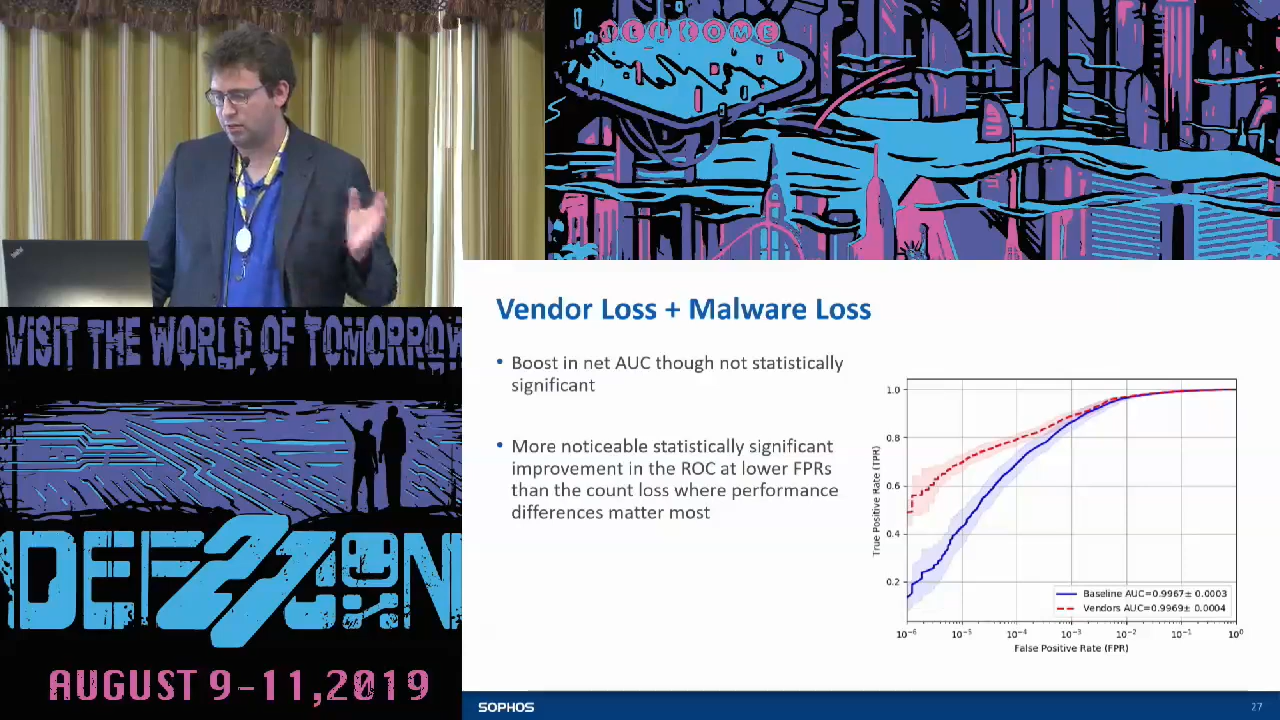 WELCOME
VISIT THE WORLD OF TOMORROW
DEF CON
27
AUGUST 9-11,2019
Vendor Loss + Malware Loss
• Boost in net AUC though not statistically
significant
• More noticeable statistically significant
improvement in the ROC at lower FPRs
than the count loss where performance
differences matter most
True Positive Rate (TPR)
1.0
0.8
0.6
0.4
0.2
Baseline AUC=0.9967± 0.0003
Vendors AUC=0.9969± 0.0004
10⁻⁶ 10⁻⁵ 10⁻⁴ 10⁻³ 10⁻² 10⁻¹ 10⁰
False Positive Rate (FPR)
SOPHOS
27